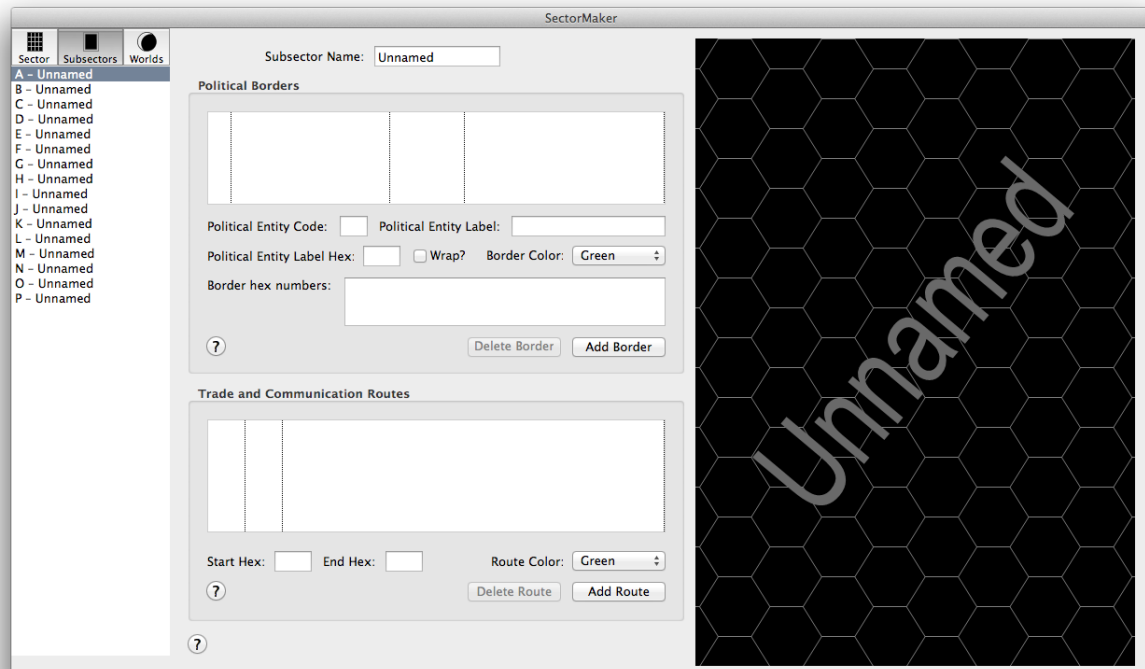 SectorMaker
Sector Subsectors Worlds
A – Unnamed
B – Unnamed
C – Unnamed
D – Unnamed
E – Unnamed
F – Unnamed
G – Unnamed
H – Unnamed
I – Unnamed
J – Unnamed
K – Unnamed
L – Unnamed
M – Unnamed
N – Unnamed
O – Unnamed
P – Unnamed
Subsector Name: Unnamed
Political Borders
Political Entity Code: Political Entity Label:
Political Entity Label Hex: Wrap? Border Color: Green
Border hex numbers:
? Delete Border Add Border
Trade and Communication Routes
Start Hex: End Hex: Route Color: Green
? Delete Route Add Route
?
Unnamed